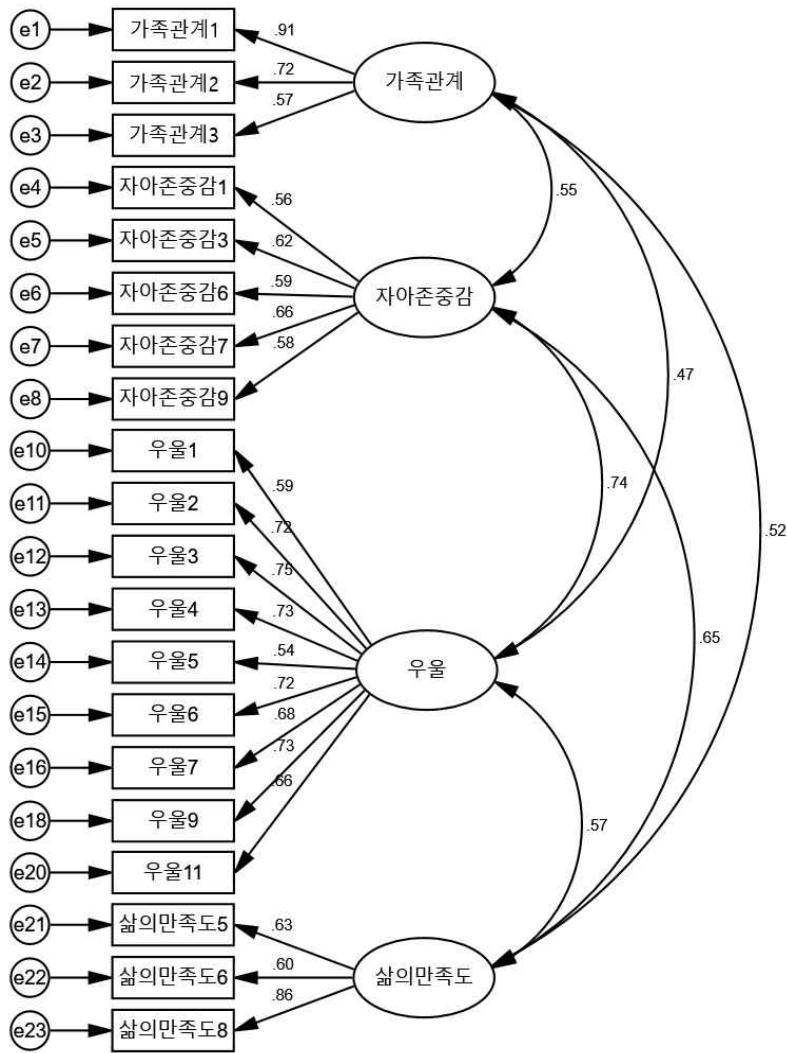 e1 가족관계1 .91
e2 가족관계2 .72 가족관계
e3 가족관계3 .57
e4 자아존중감1 .56 .55
e5 자아존중감3 .62
e6 자아존중감6 .59 자아존중감
e7 자아존중감7 .66
e8 자아존중감9 .58 .47
e10 우울1 .59 .74
e11 우울2 .72 .52
e12 우울3 .75
e13 우울4 .73 .65
e14 우울5 .54 우울
e15 우울6 .72
e16 우울7 .68
e18 우울9 .73 .57
e20 우울11 .66
e21 삶의만족도5 .63
e22 삶의만족도6 .60 삶의만족도
e23 삶의만족도8 .86